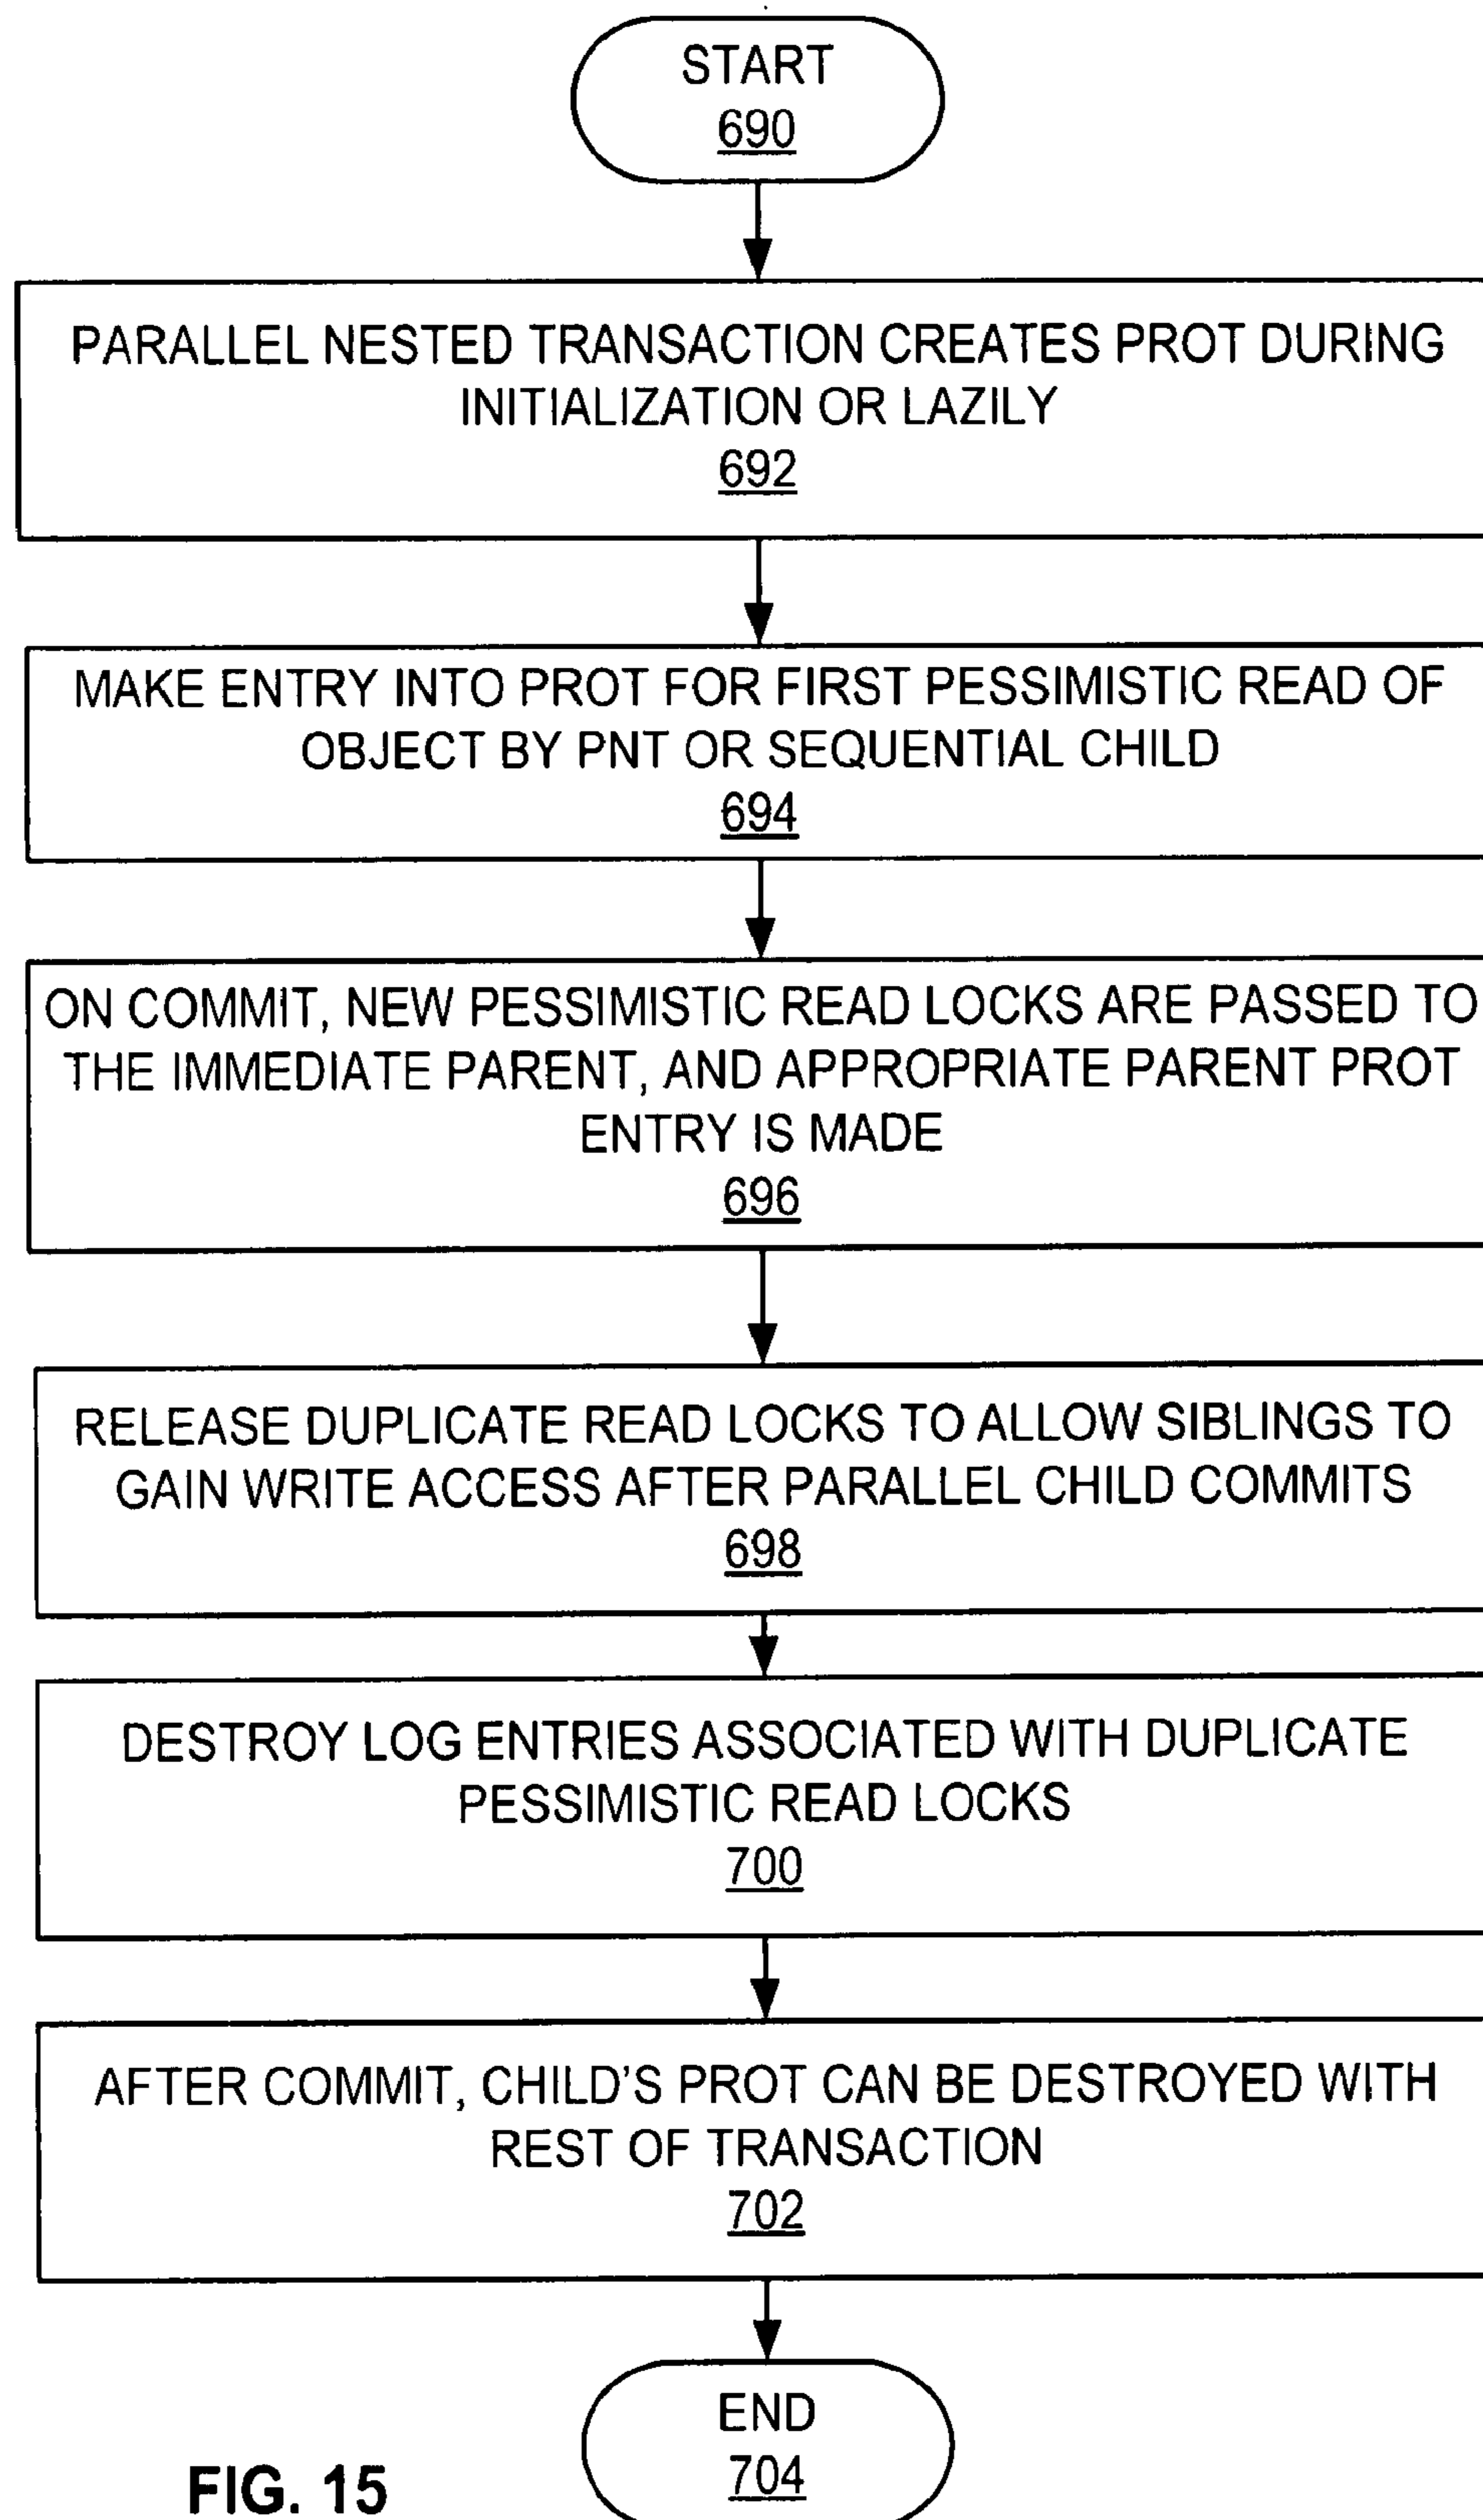 START
690
PARALLEL NESTED TRANSACTION CREATES PROT DURING
INITIALIZATION OR LAZILY
692
MAKE ENTRY INTO PROT FOR FIRST PESSIMISTIC READ OF
OBJECT BY PNT OR SEQUENTIAL CHILD
694
ON COMMIT, NEW PESSIMISTIC READ LOCKS ARE PASSED TO
THE IMMEDIATE PARENT, AND APPROPRIATE PARENT PROT
ENTRY IS MADE
696
RELEASE DUPLICATE READ LOCKS TO ALLOW SIBLINGS TO
GAIN WRITE ACCESS AFTER PARALLEL CHILD COMMITS
698
DESTROY LOG ENTRIES ASSOCIATED WITH DUPLICATE
PESSIMISTIC READ LOCKS
700
AFTER COMMIT, CHILD'S PROT CAN BE DESTROYED WITH
REST OF TRANSACTION
702
END
704
FIG. 15